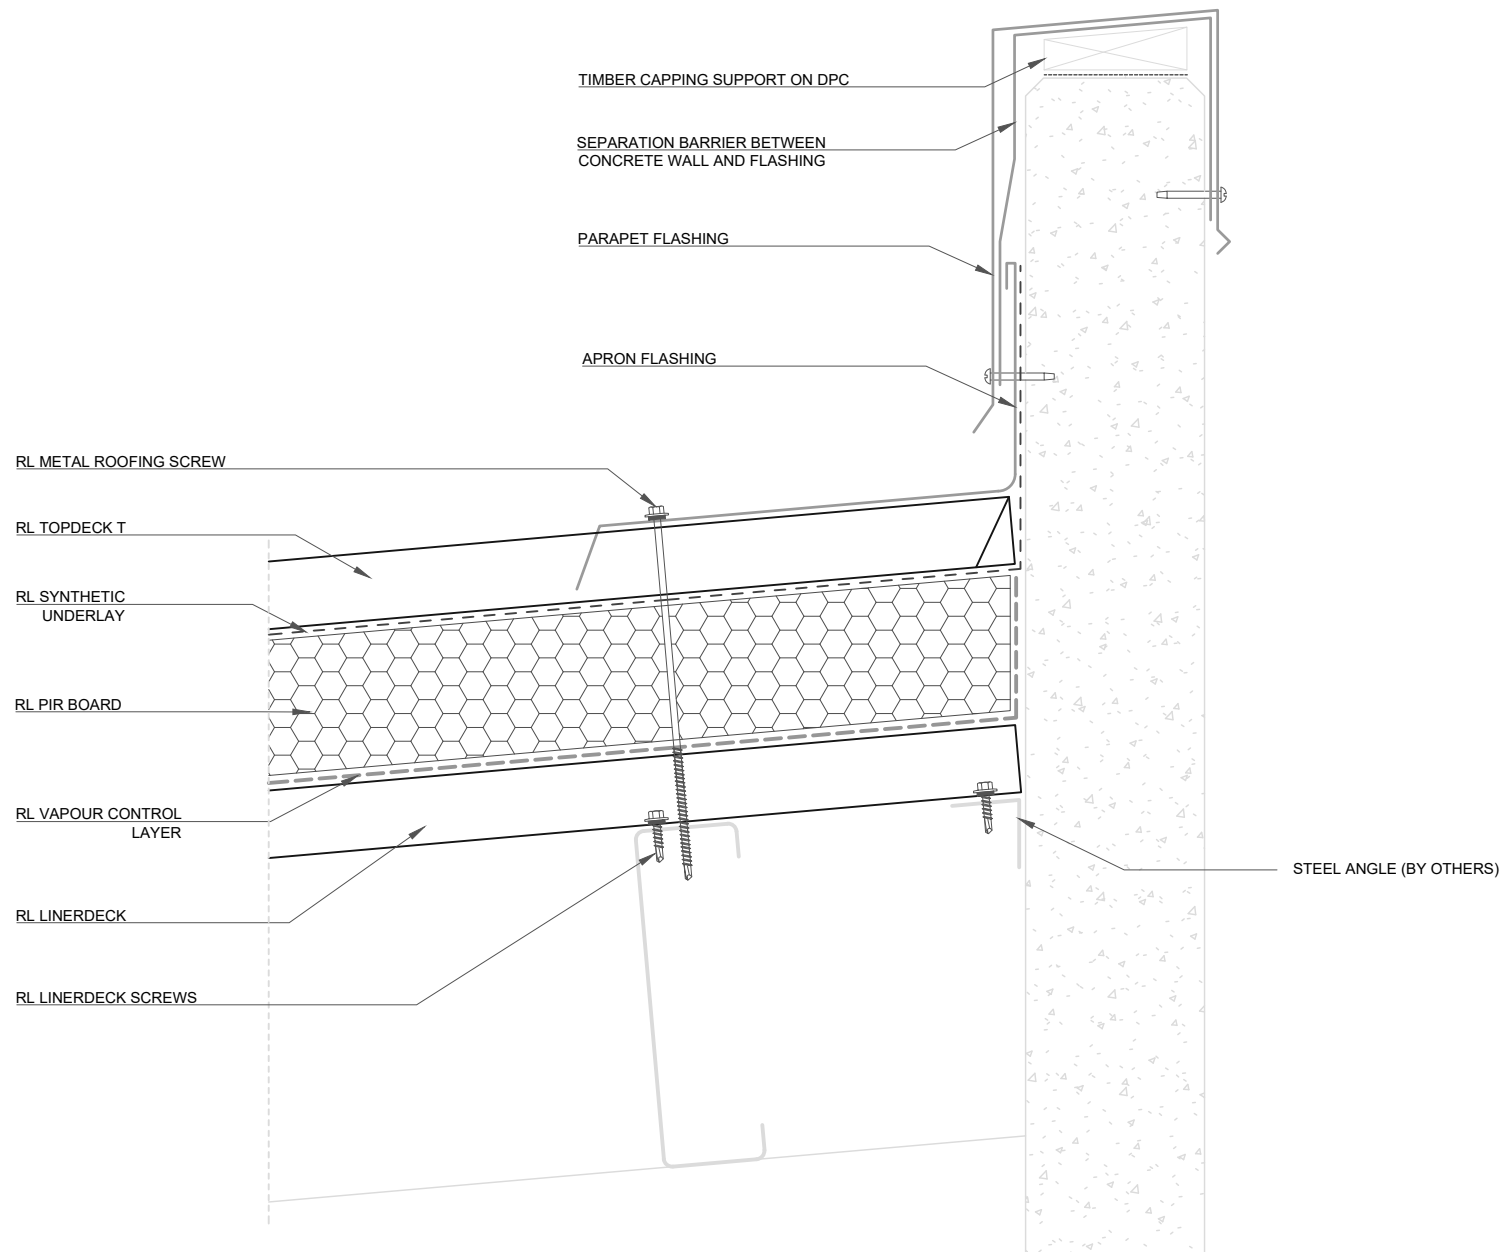 TIMBER CAPPING SUPPORT ON DPC
SEPARATION BARRIER BETWEEN
CONCRETE WALL AND FLASHING
PARAPET FLASHING
APRON FLASHING
RL METAL ROOFING SCREW
RL TOPDECK T
RL SYNTHETIC
UNDERLAY
RL PIR BOARD
RL VAPOUR CONTROL
LAYER
STEEL ANGLE (BY OTHERS)
RL LINERDECK
RL LINERDECK SCREWS